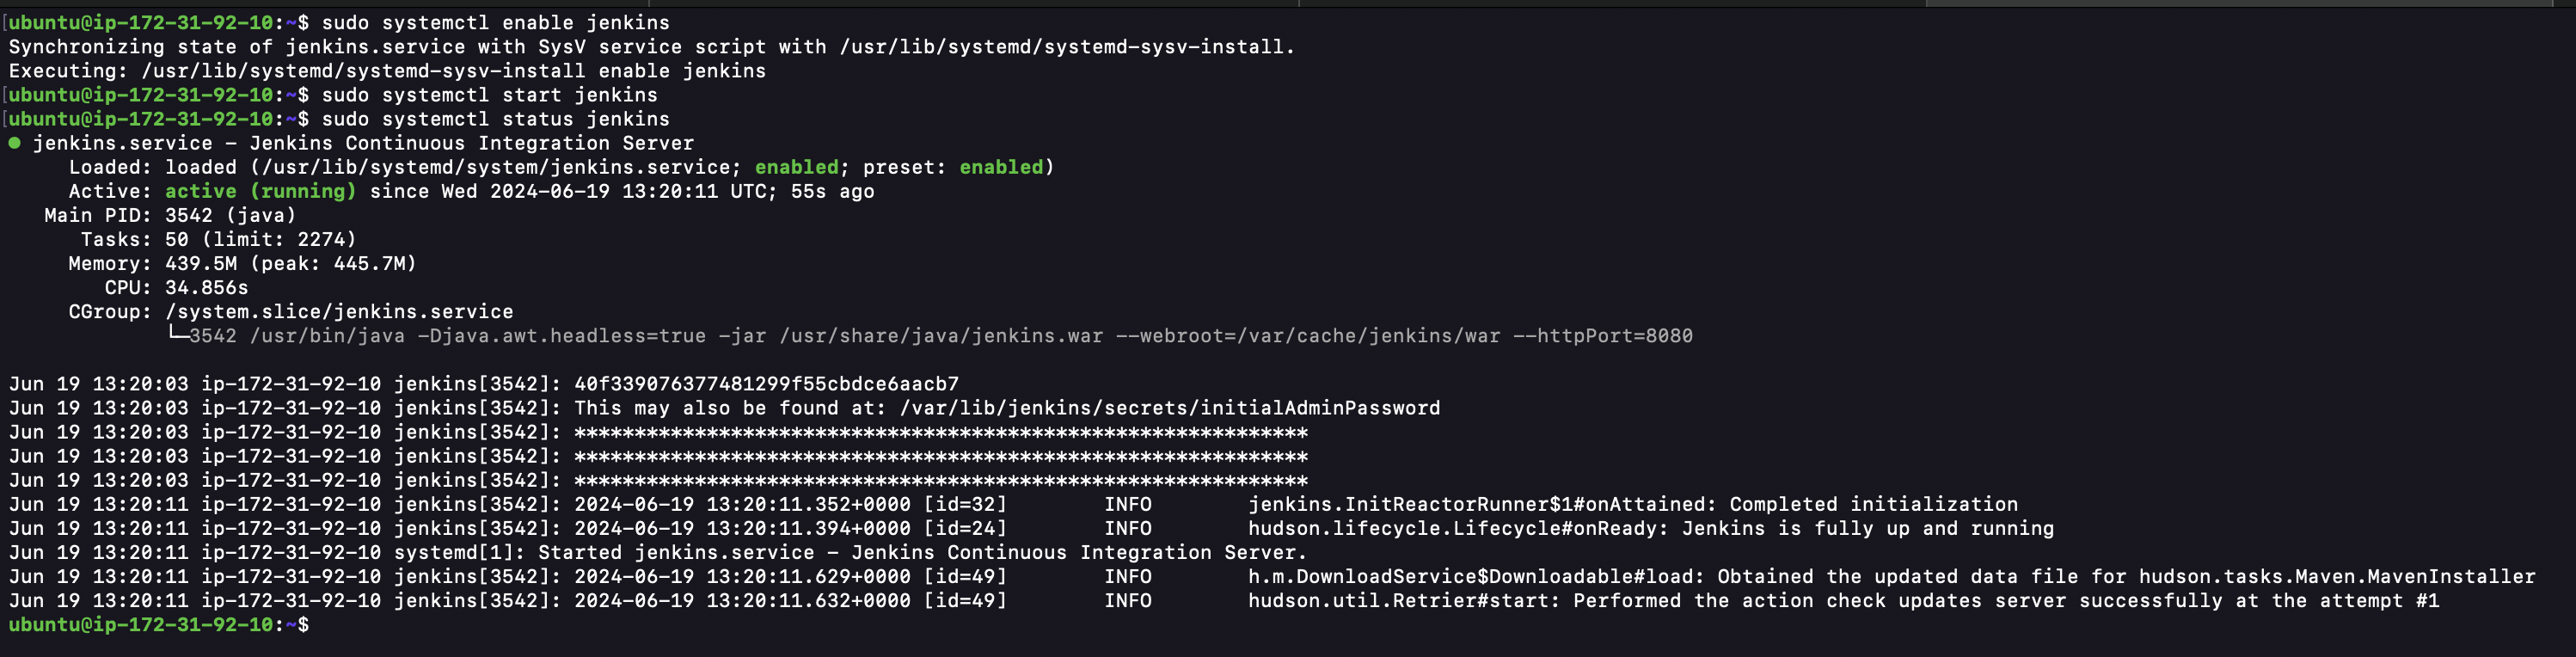 [ubuntu@ip-172-31-92-10:~$ sudo systemctl enable jenkins
Synchronizing state of jenkins.service with SysV service script with /usr/lib/systemd/systemd-sysv-install.
Executing: /usr/lib/systemd/systemd-sysv-install enable jenkins
[ubuntu@ip-172-31-92-10:~$ sudo systemctl start jenkins
[ubuntu@ip-172-31-92-10:~$ sudo systemctl status jenkins
● jenkins.service - Jenkins Continuous Integration Server
     Loaded: loaded (/usr/lib/systemd/system/jenkins.service; enabled; preset: enabled)
     Active: active (running) since Wed 2024-06-19 13:20:11 UTC; 55s ago
   Main PID: 3542 (java)
      Tasks: 50 (limit: 2274)
     Memory: 439.5M (peak: 445.7M)
        CPU: 34.856s
     CGroup: /system.slice/jenkins.service
             └─3542 /usr/bin/java -Djava.awt.headless=true -jar /usr/share/java/jenkins.war --webroot=/var/cache/jenkins/war --httpPort=8080
Jun 19 13:20:03 ip-172-31-92-10 jenkins[3542]: 40f339076377481299f55cbdce6aacb7
Jun 19 13:20:03 ip-172-31-92-10 jenkins[3542]: This may also be found at: /var/lib/jenkins/secrets/initialAdminPassword
Jun 19 13:20:03 ip-172-31-92-10 jenkins[3542]: *************************************************************
Jun 19 13:20:03 ip-172-31-92-10 jenkins[3542]: *************************************************************
Jun 19 13:20:03 ip-172-31-92-10 jenkins[3542]: *************************************************************
Jun 19 13:20:11 ip-172-31-92-10 jenkins[3542]: 2024-06-19 13:20:11.352+0000 [id=32]        INFO        jenkins.InitReactorRunner$1#onAttained: Completed initialization
Jun 19 13:20:11 ip-172-31-92-10 jenkins[3542]: 2024-06-19 13:20:11.394+0000 [id=24]        INFO        hudson.lifecycle.Lifecycle#onReady: Jenkins is fully up and running
Jun 19 13:20:11 ip-172-31-92-10 systemd[1]: Started jenkins.service - Jenkins Continuous Integration Server.
Jun 19 13:20:11 ip-172-31-92-10 jenkins[3542]: 2024-06-19 13:20:11.629+0000 [id=49]        INFO        h.m.DownloadService$Downloadable#load: Obtained the updated data file for hudson.tasks.Maven.MavenInstaller
Jun 19 13:20:11 ip-172-31-92-10 jenkins[3542]: 2024-06-19 13:20:11.632+0000 [id=49]        INFO        hudson.util.Retrier#start: Performed the action check updates server successfully at the attempt #1
ubuntu@ip-172-31-92-10:~$